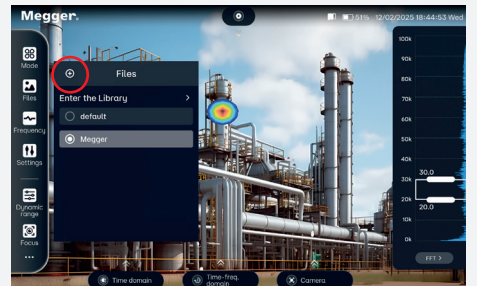 Megger.
51% 12/02/2025 18:44:53 Wed
Mode
Files
Frequency
Settings
Dynamic
range
Focus
Files
Enter the Library
default
Megger
100k
90k
80k
70k
60k
50k
40k
30k
20k
10k
0k
30.0
20.0
EFT >
Time domain
Time-freq.
domain
Camera